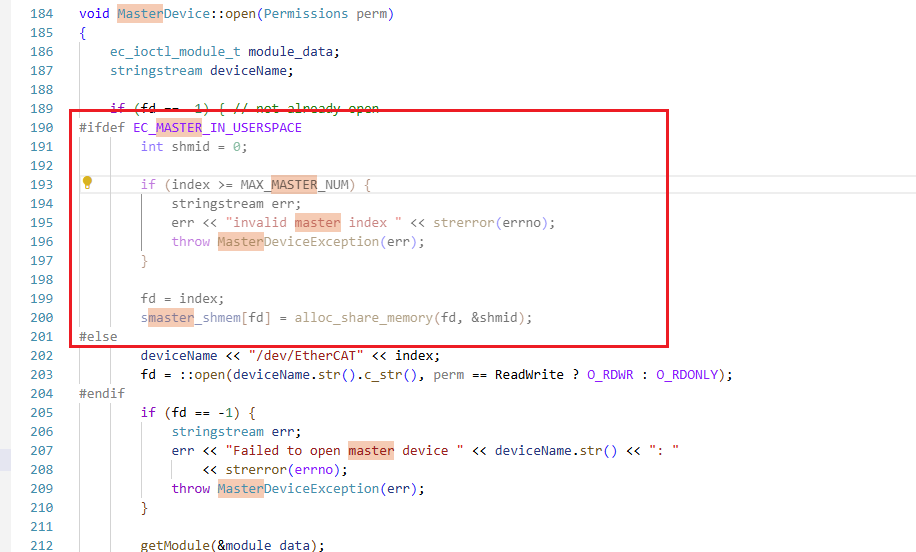 184 void MasterDevice::open(Permissions perm)
185 {
186 ec_ioctl_module_t module_data;
187 stringstream deviceName;
188
189 if (fd == -1) { // not already open
190 #ifdef EC_MASTER_IN_USERSPACE
191 int shmid = 0;
192
193 if (index >= MAX_MASTER_NUM) {
194 stringstream err;
195 err << "invalid master index " << strerror(errno);
196 throw MasterDeviceException(err);
197 }
198
199 fd = index;
200 smaster_shmem[fd] = alloc_share_memory(fd, &shmid);
201 #else
202 deviceName << "/dev/EtherCAT" << index;
203 fd = ::open(deviceName.str().c_str(), perm == ReadWrite ? O_RDWR : O_RDONLY);
204 #endif
205 if (fd == -1) {
206 stringstream err;
207 err << "Failed to open master device " << deviceName.str() << ": "
208 << strerror(errno);
209 throw MasterDeviceException(err);
210 }
211
212 getModule(&module_data);